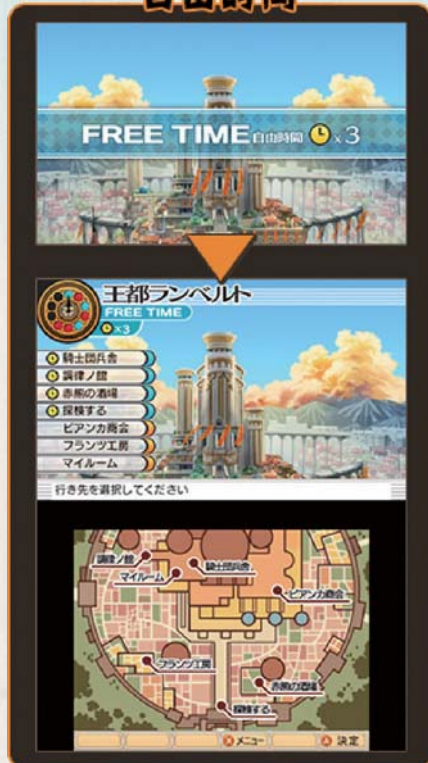 自由時間
FREE TIME 自由時間 x3
王都ランベルト
FREE TIME
x3
騎士団兵舎
調律ノ館
赤熊の酒場
探検する
ビアンカ商会
フランツ工房
マイルーム
行き先を選択してください
調律ノ館
騎士団兵舎
マイルーム
ビアンカ商会
フランツ工房
赤熊の酒場
探検する
X メニュー
A 決定